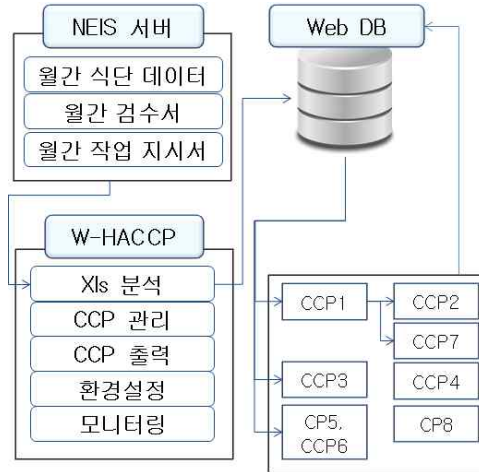 NEIS 서버
월간 식단 데이터
월간 검수서
월간 작업 지시서
Web DB
W-HACCP
Xls 분석
CCP 관리
CCP 출력
환경설정
모니터링
CCP1
CCP2
CCP7
CCP3
CCP4
CP5,
CCP6
CP8